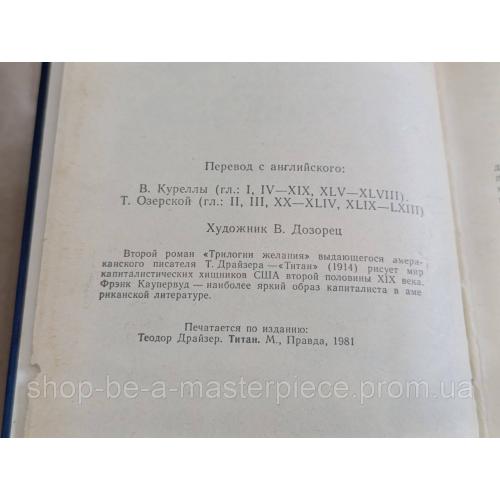 Перевод с английского:
В. Куреллы (гл.: I, IV—XIX, XLV—XLVIII).
Т. Озерской (гл.: II, III, XX—XLIV, XLIX—LXIII)
Художник В. Дозорец
Второй роман «Трилогии желания» выдающегося амери-
канского писателя Т. Драйзера — «Титан» (1914) рисует мир
капиталистических хищников США второй половины XIX века.
Фрэнк Каупервуд — наиболее яркий образ капиталиста в аме
риканской литературе.
Печатается по изданию:
Теодор Драйзер. Титан. М., Правда, 1981
shop-be-a-masterpiece.prom.ua